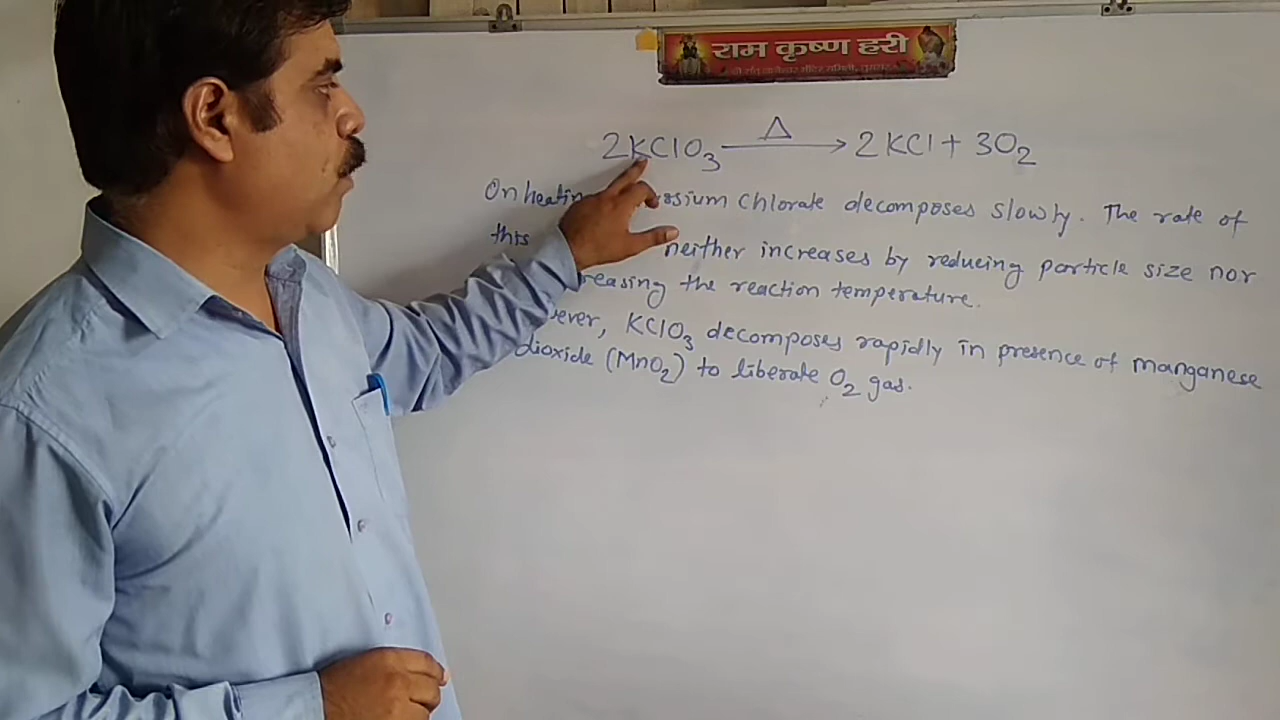 राम कृष्ण हरी
Δ
2KClO3 → 2KCl + 3O2
On heating ssium chlorate decomposes slowly. The rate of
this neither increases by reducing particle size nor
reasing the reaction temperature.
ever, KClO3 decomposes rapidly in presence of manganese
dioxide (MnO2) to liberate O2 gas.